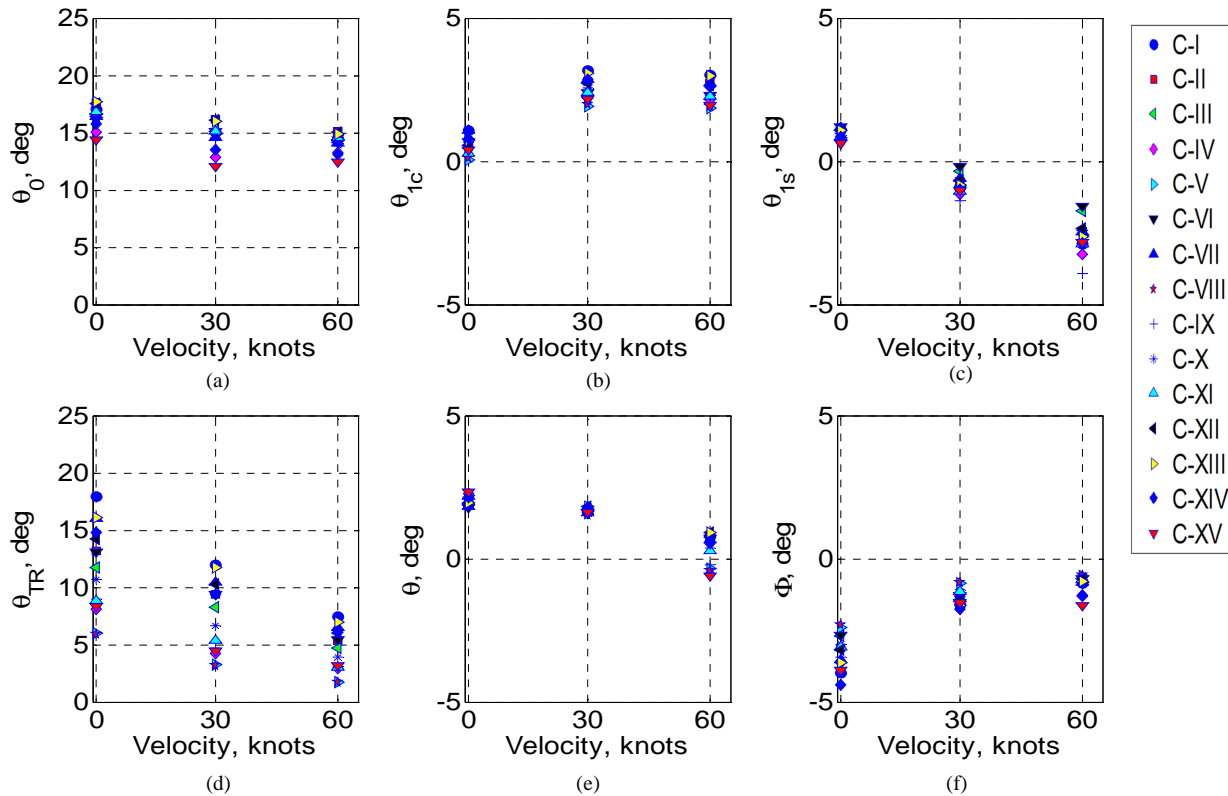 25
20
15
10
5
0
θ0, deg
0 30 60
Velocity, knots
(a)
5
0
-5
θ1c, deg
0 30 60
Velocity, knots
(b)
5
0
-5
θ1s, deg
0 30 60
Velocity, knots
(c)
25
20
15
10
5
0
θTR, deg
0 30 60
Velocity, knots
(d)
5
0
-5
θ, deg
0 30 60
Velocity, knots
(e)
5
0
-5
Φ, deg
0 30 60
Velocity, knots
(f)
C-I
C-II
C-III
C-IV
C-V
C-VI
C-VII
C-VIII
C-IX
C-X
C-XI
C-XII
C-XIII
C-XIV
C-XV